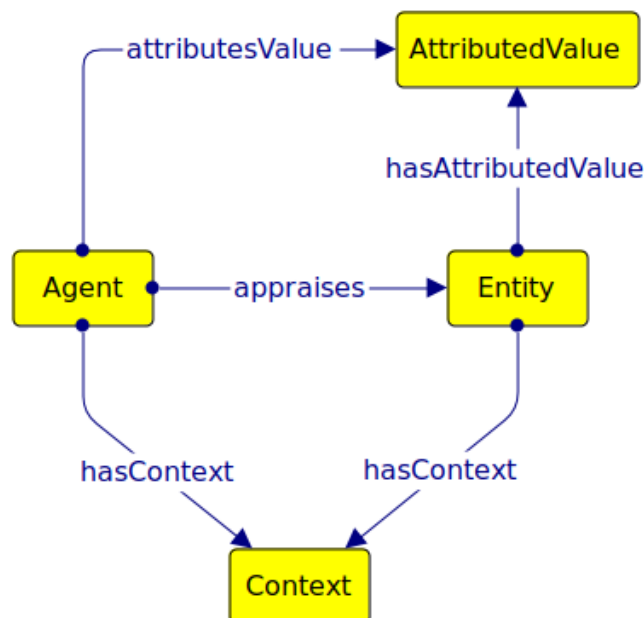 attributesValue
AttributedValue
hasAttributedValue
Agent
appraises
Entity
hasContext
hasContext
Context